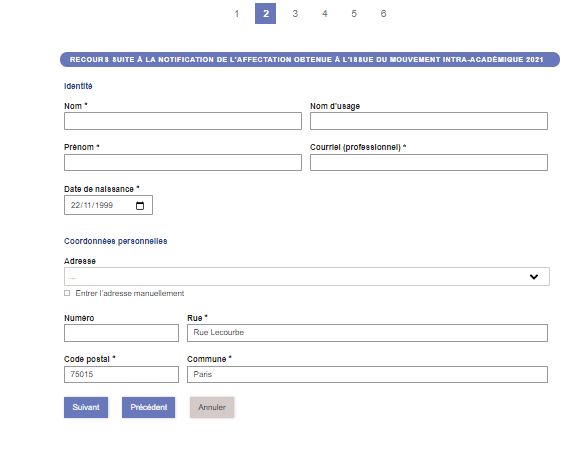 1 2 3 4 5 6
RECOURS SUITE À LA NOTIFICATION DE L'AFFECTATION OBTENUE À L'ISSUE DU MOUVEMENT INTRA-ACADÉMIQUE 2021
Identité
Nom * Nom d'usage
Prénom * Courriel (professionnel) *
Date de naissance *
22/11/1999
Coordonnées personnelles
Adresse
...
Entrer l'adresse manuellement
Numéro Rue *
Rue Lecourbe
Code postal * Commune *
75015 Paris
Suivant Précédent Annuler